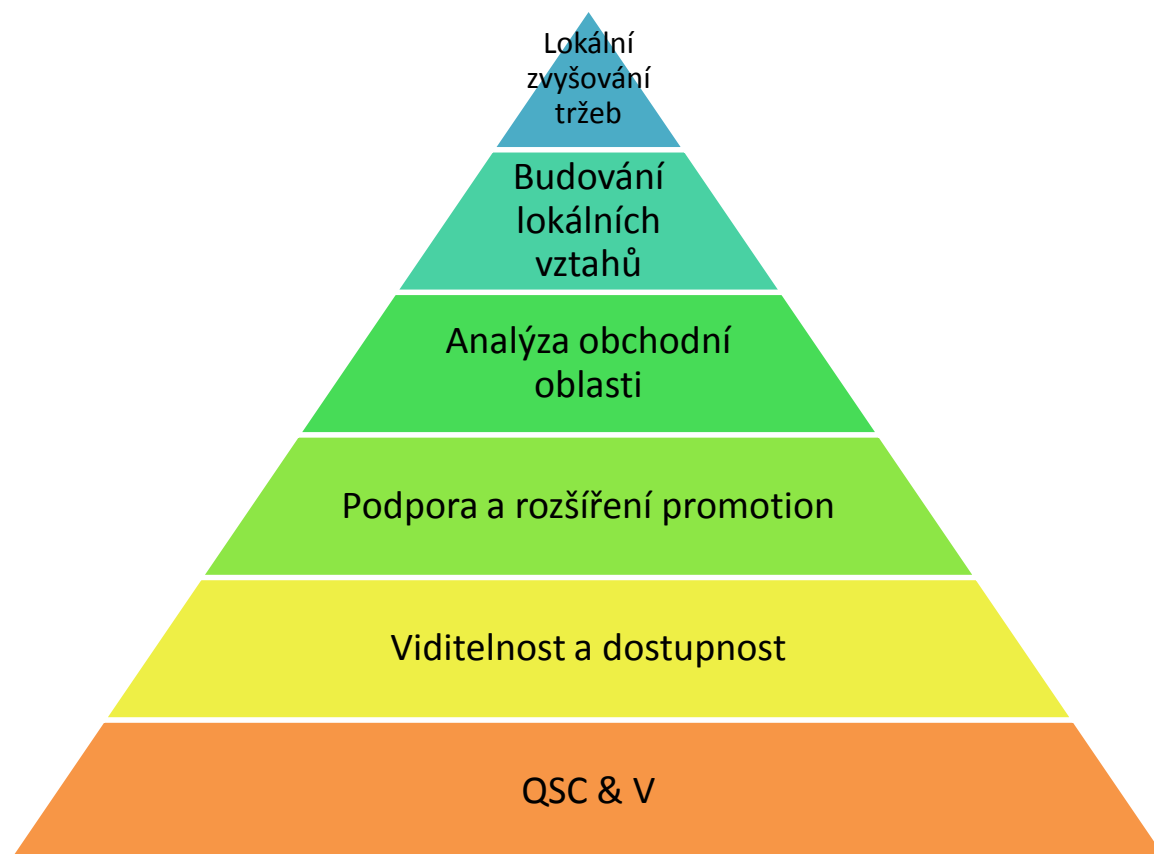 Lokální
zvyšování
tržeb
Budování
lokálních
vztahů
Analýza obchodní
oblasti
Podpora a rozšíření promotion
Viditelnost a dostupnost
QSC & V